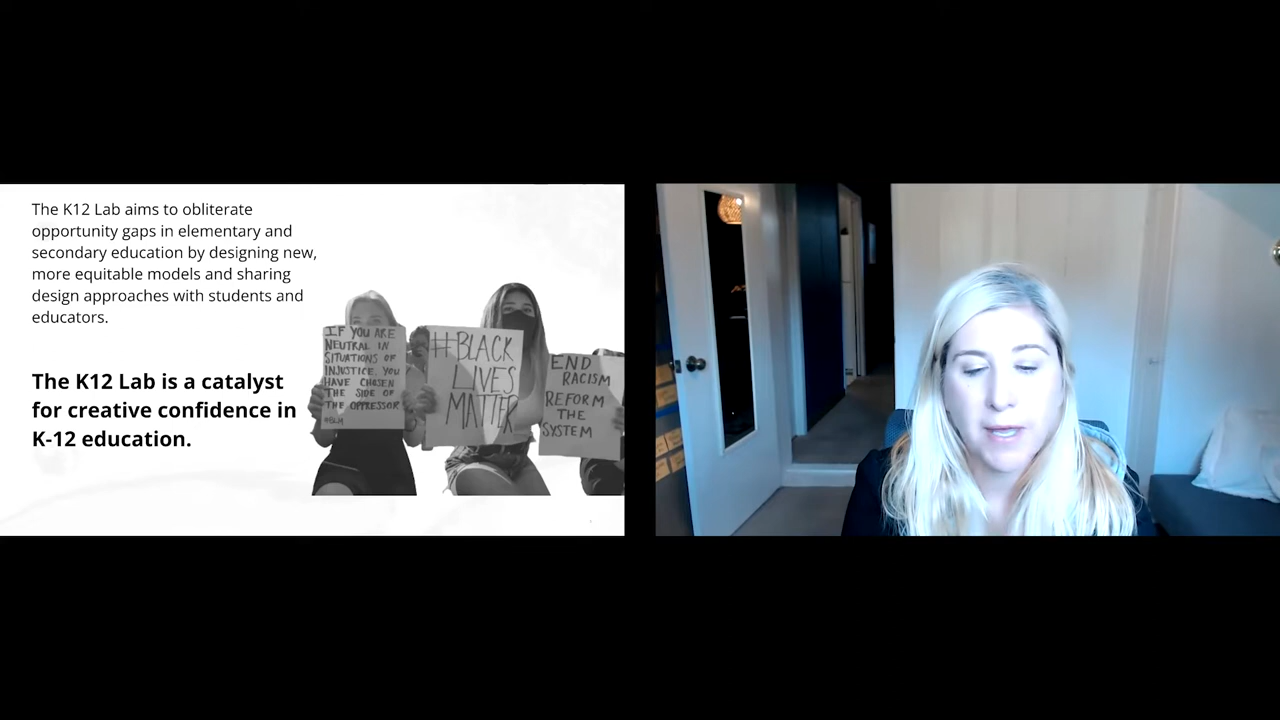 The K12 Lab aims to obliterate
opportunity gaps in elementary and
secondary education by designing new,
more equitable models and sharing
design approaches with students and
educators.
The K12 Lab is a catalyst
for creative confidence in
K-12 education.
IF YOU ARE
NEUTRAL IN
SITUATIONS OF
INJUSTICE, YOU
HAVE CHOSEN
THE SIDE OF
THE OPPRESSOR
#BLM
#BLACK
LIVES
MATTER
END
RACISM
REFORM
THE
SYSTEM